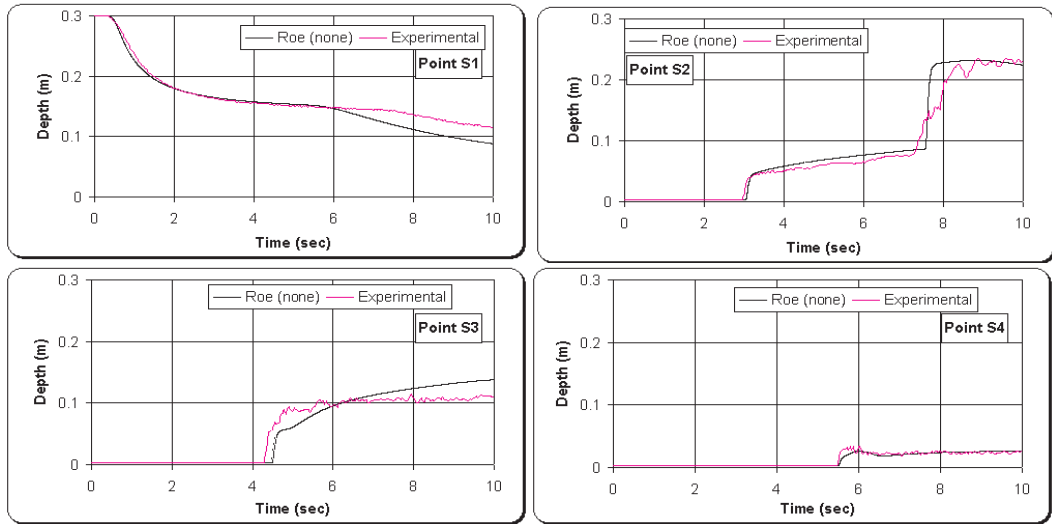 0.3
0.2
0.1
0
Depth (m)
Roe (none) Experimental
Point S1
0 2 4 6 8 10
Time (sec)
0.3
0.2
0.1
0
Depth (m)
Roe (none) Experimental
Point S2
0 2 4 6 8 10
Time (sec)
0.3
0.2
0.1
0
Depth (m)
Roe (none) Experimental
Point S3
0 2 4 6 8 10
Time (sec)
0.3
0.2
0.1
0
Depth (m)
Roe (none) Experimental
Point S4
0 2 4 6 8 10
Time (sec)